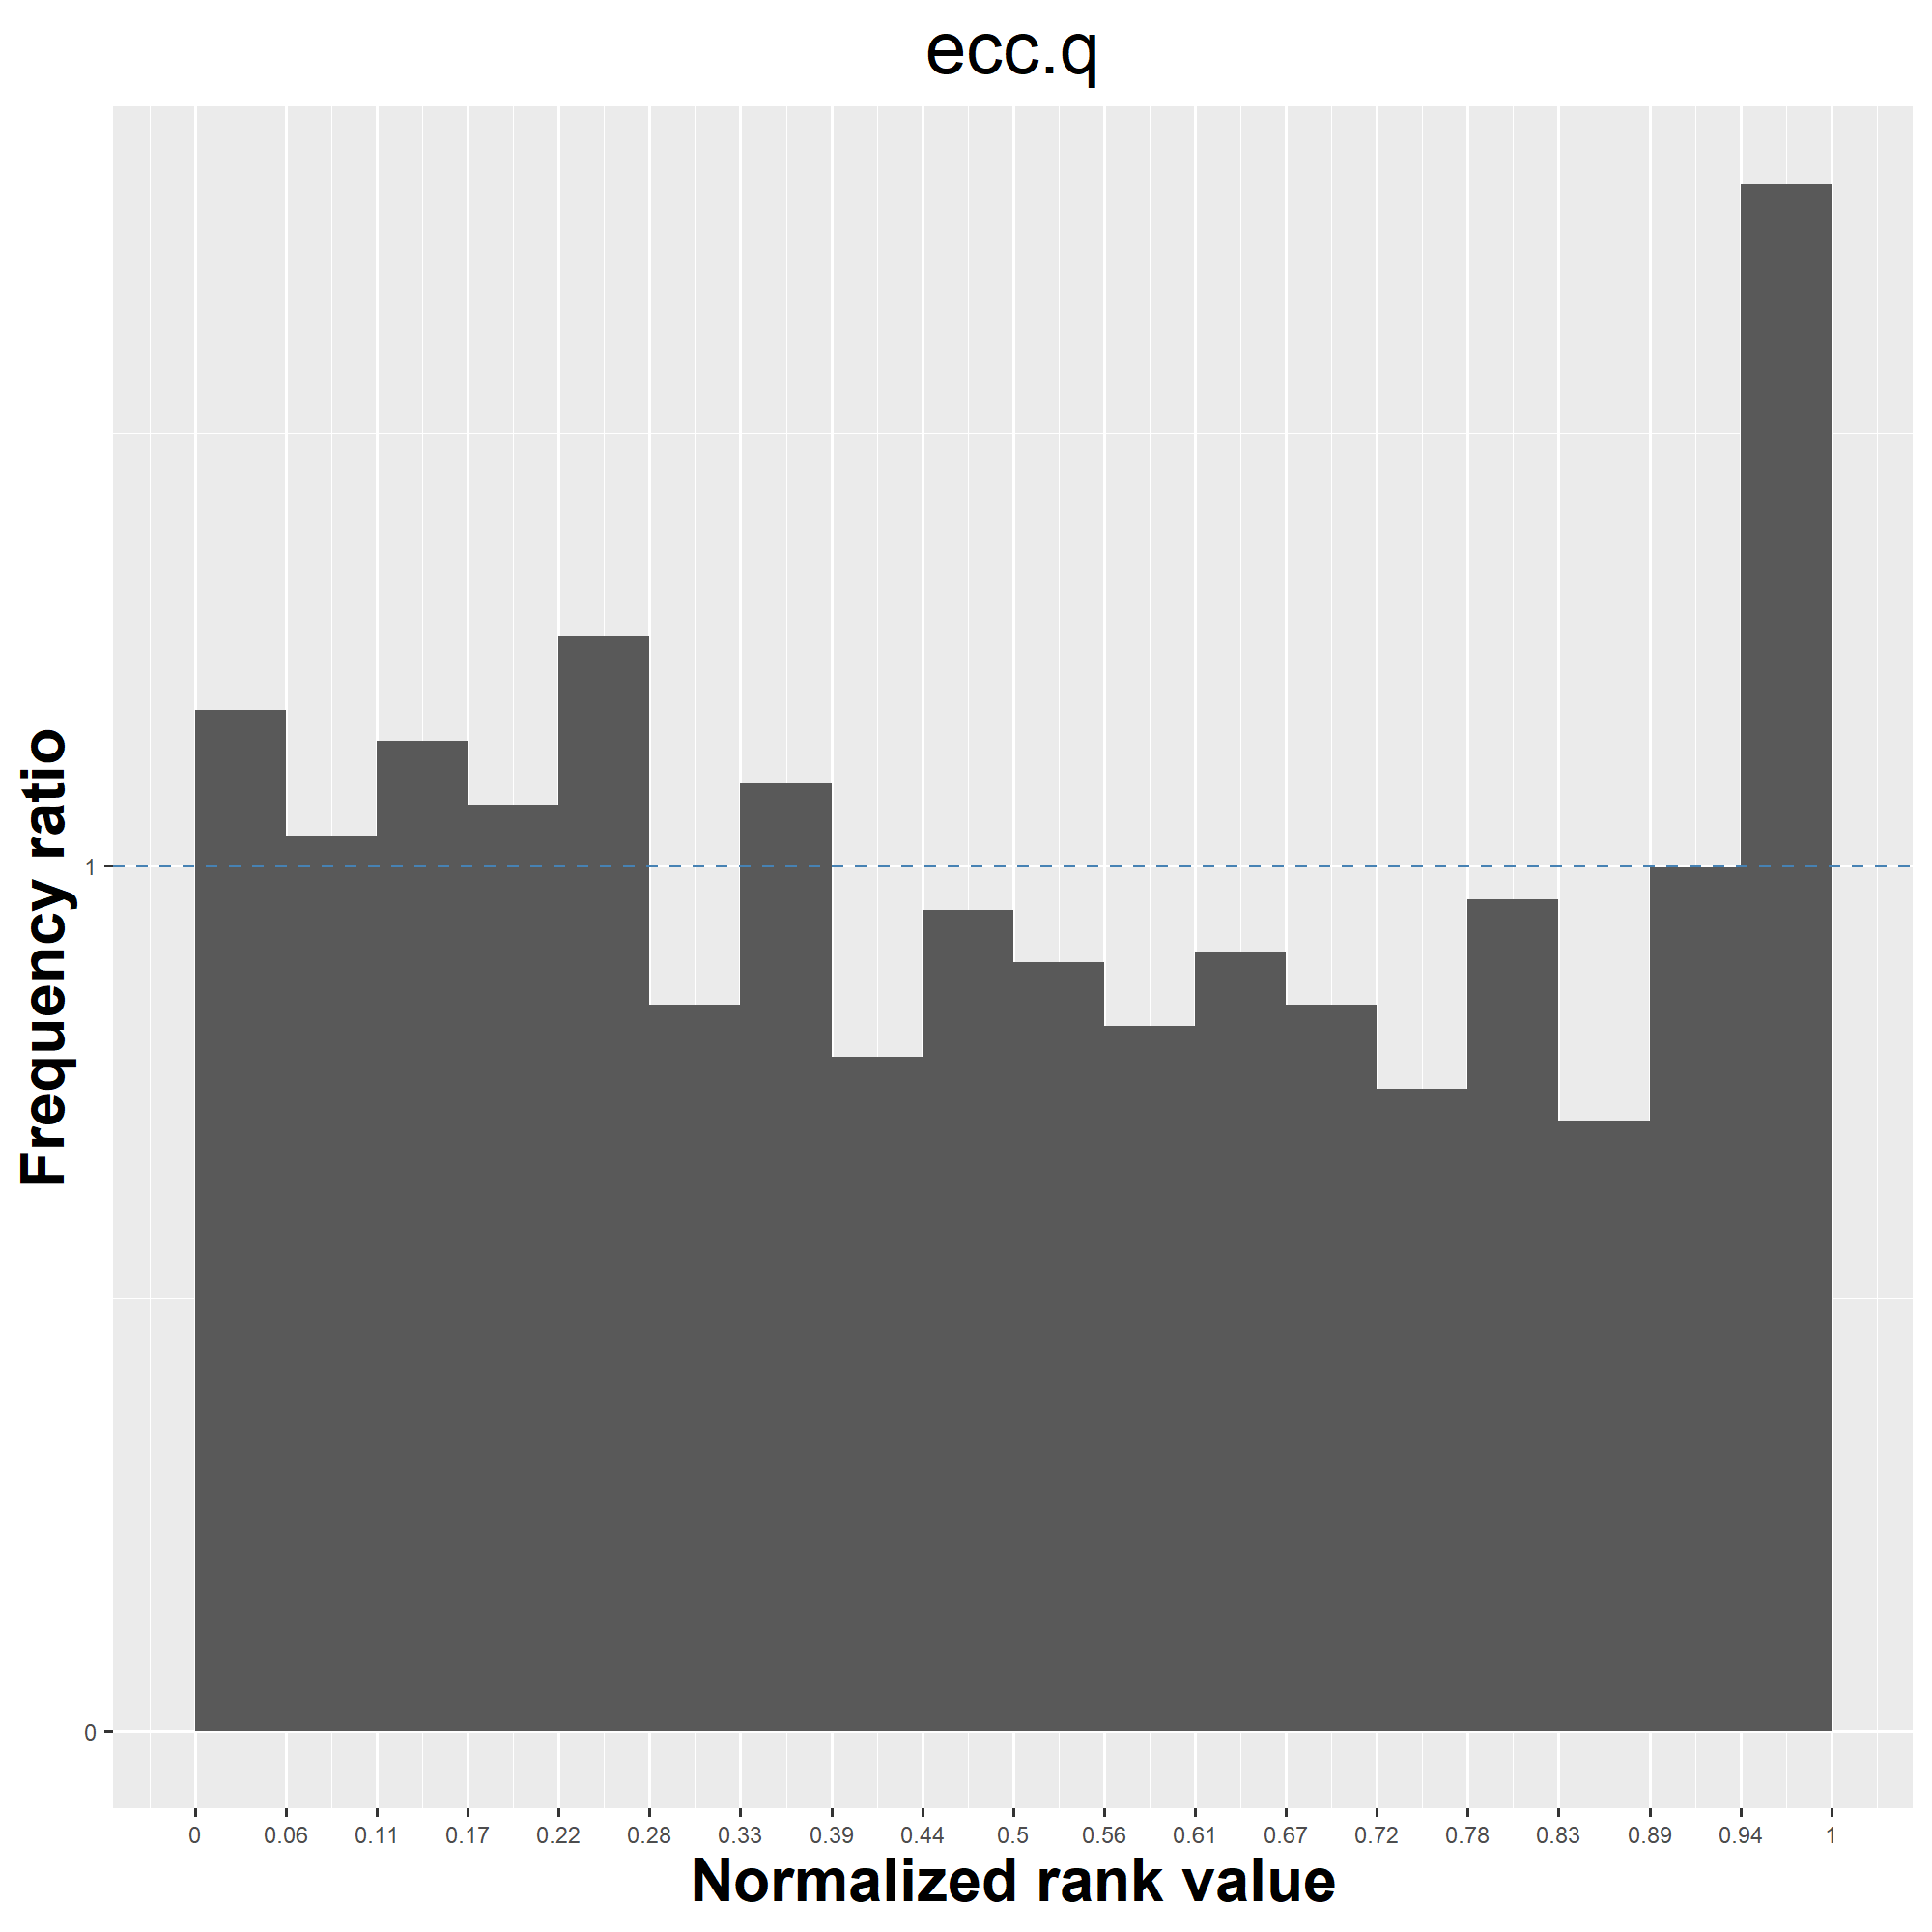 ecc.q
Frequency ratio
1
0
0 0.06 0.11 0.17 0.22 0.28 0.33 0.39 0.44 0.5 0.56 0.61 0.67 0.72 0.78 0.83 0.89 0.94 1
Normalized rank value